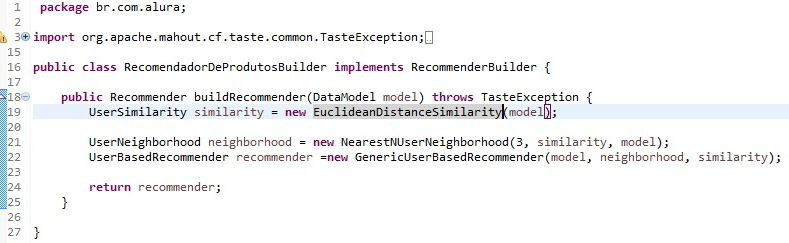 1 package br.com.alura;
2
3 import org.apache.mahout.cf.taste.common.TasteException;
15
16 public class RecomendadorDeProdutosBuilder implements RecommenderBuilder {
17
18 public Recommender buildRecommender(DataModel model) throws TasteException {
19 UserSimilarity similarity = new EuclideanDistanceSimilarity(model);
20
21 UserNeighborhood neighborhood = new NearestNUserNeighborhood(3, similarity, model);
22 UserBasedRecommender recommender =new GenericUserBasedRecommender(model, neighborhood, similarity);
23
24 return recommender;
25 }
26
27 }